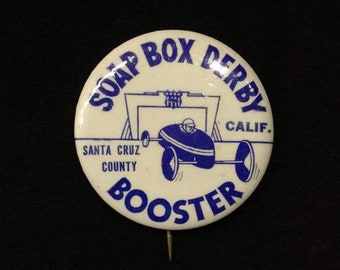 SOAP BOX DERBY
CALIF.
SANTA CRUZ
COUNTY
BOOSTER